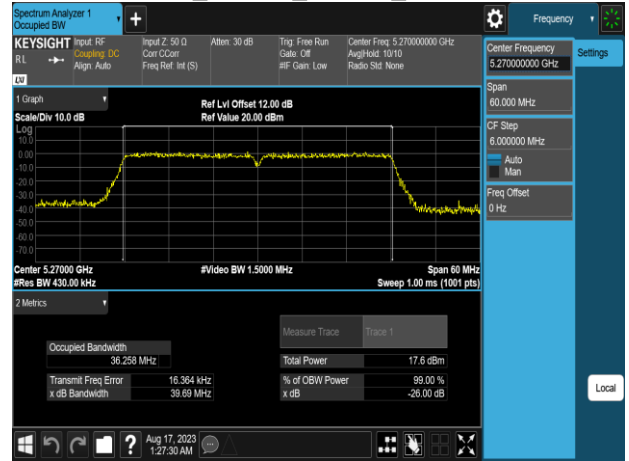 Spectrum Analyzer 1
Occupied BW
Frequency
KEYSIGHT
RL
LXI
Input: RF
Coupling: DC
Align: Auto
Input Z: 50 Ω
Corr CCorr
Freq Ref: Int (S)
Atten: 30 dB
Trig: Free Run
Gate: Off
#IF Gain: Low
Center Freq: 5.270000000 GHz
Avg|Hold: 10/10
Radio Std: None
Center Frequency
5.270000000 GHz
Settings
Span
60.000 MHz
CF Step
6.000000 MHz
Auto
Man
Freq Offset
0 Hz
Local
1 Graph
Scale/Div 10.0 dB
Ref Lvl Offset 12.00 dB
Ref Value 20.00 dBm
Log
10.0
0.00
-10.0
-20.0
-30.0
-40.0
-50.0
-60.0
-70.0
Center 5.27000 GHz
#Res BW 430.00 kHz
#Video BW 1.5000 MHz
Span 60 MHz
Sweep 1.00 ms (1001 pts)
2 Metrics
Measure Trace
Trace 1
Occupied Bandwidth
36.258 MHz
Total Power
17.6 dBm
Transmit Freq Error
16.364 kHz
% of OBW Power
99.00 %
x dB Bandwidth
39.69 MHz
x dB
-26.00 dB
?
Aug 17, 2023
1:27:30 AM